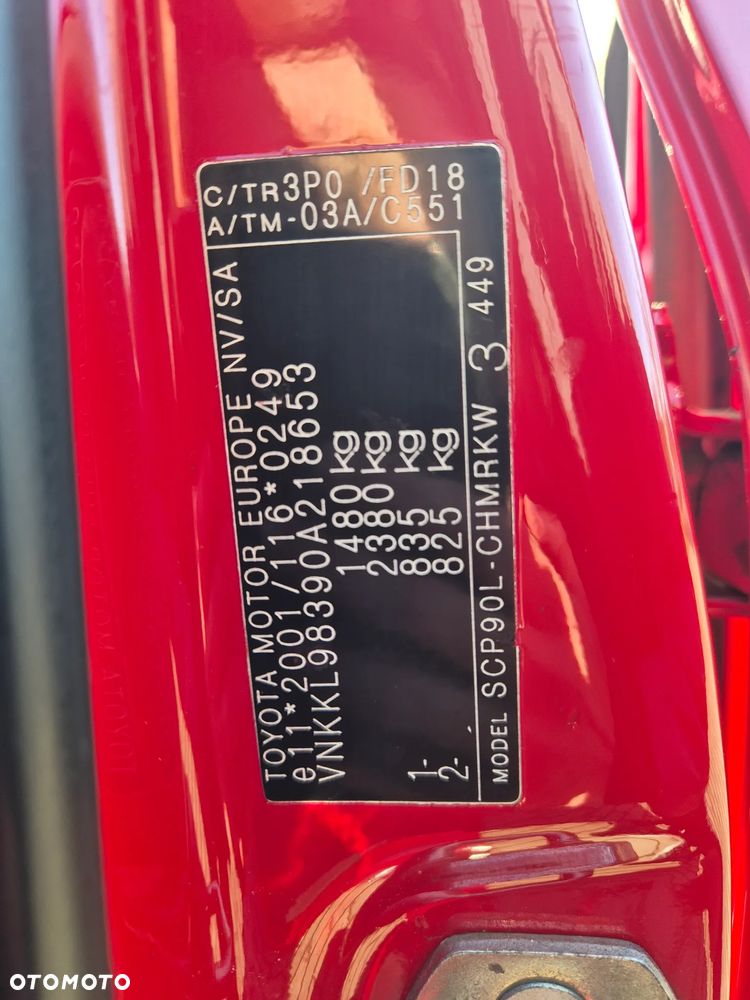 TOYOTA MOTOR EUROPE NV/SA
e11*2001/116*0249
VNKKL98390A218653
1480 kg
2380 kg
1- 835 kg
2- 825 kg
MODEL SCP90L-CHMRKW 3 449
C/TR3P0 /FD18
A/TM-03A/C551
OTOMOTO